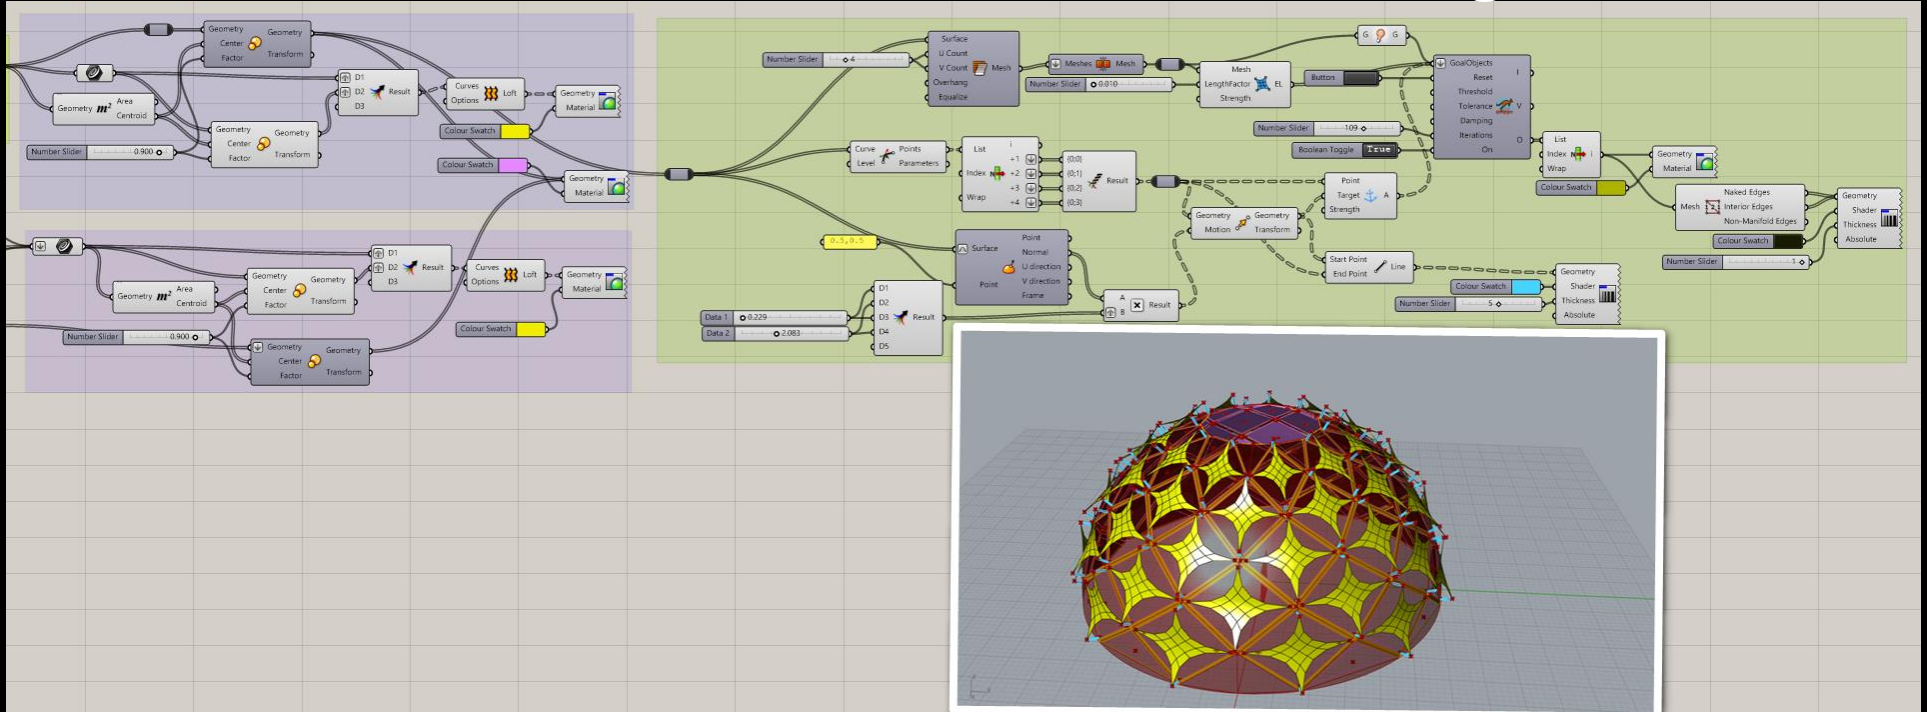 Geometry Geometry
Center
Transform
Factor
D1
D2 Result
D3
Geometry m² Area
Centroid
Geometry Geometry
Center
Factor Transform
Number Slider 0.900
Curves Loft
Options
Geometry
Material
Colour Swatch
Colour Swatch
Geometry
Material
D1
D2 Result
D3
Curves Loft
Options
Geometry
Material
Geometry Geometry
Center
Transform
Factor
Geometry m² Area
Centroid
Number Slider 0.900
Colour Swatch
Geometry Geometry
Center
Factor Transform
Number Slider 4
Surface
U Count
V Count Mesh
Overhang
Equalize
Meshes Mesh
Number Slider 0.810
Mesh
LengthFactor EL
Strength
G G
Button
Number Slider 109
Boolean Toggle True
GoalObjects I
Reset
Threshold
Tolerance V
Damping
Iterations O
On
List
Index i
Wrap
Geometry
Material
Colour Swatch
Naked Edges
Mesh Interior Edges
Non-Manifold Edges
Geometry
Shader
Thickness
Absolute
Colour Swatch
Number Slider 1
Curve Points
Level Parameters
List i
+1
Index +2
+3
Wrap +4
{0;0}
{0;1}
{0;2}
{0;3}
Result
Point
Target A
Strength
Geometry Geometry
Motion Transform
0.5,0.5
Surface Point
Normal
U direction
V direction
Point Frame
Start Point
End Point Line
Geometry
Shader
Thickness
Absolute
Colour Swatch
Number Slider 5
D1
D2
D3 Result
D4
D5
Data 1 0.229
Data 2 2.083
A Result
B